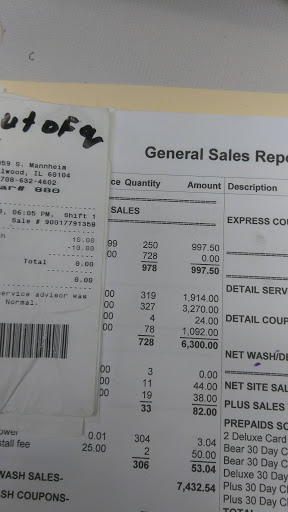 c
ut of q
959 S. Mannheim
lwood, IL 60104
708-632-4602
ar# 888
06:05 PM, Shift 1
Sale # 90017791359
10.00
-10.00
0.00
Total 0.00
0.00
ervice advisor was
Normal.
General Sales Repo
ce Quantity Amount Description
SALES
EXPRESS COU
99 250 997.50
00 728 0.00
978 997.50
DETAIL SERV
00 319 1,914.00
00 327 3,270.00
00 4 24.00 DETAIL COUP
00 78 1,092.00
728 6,300.00
NET WASH/DE
00 3 0.00
00 11 44.00 NET SITE SAL
00 19 38.00
33 82.00 PLUS SALES
PREPAIDS SO
ower 0.01 304 3.04 2 Deluxe Card
stall fee 25.00 2 50.00 Bear 30 Day C
306 53.04 Bear 30 Day C
Deluxe 30 Day
WASH SALES- 7,432.54 Plus 30 Day C
SH COUPONS- Plus 30 Day C